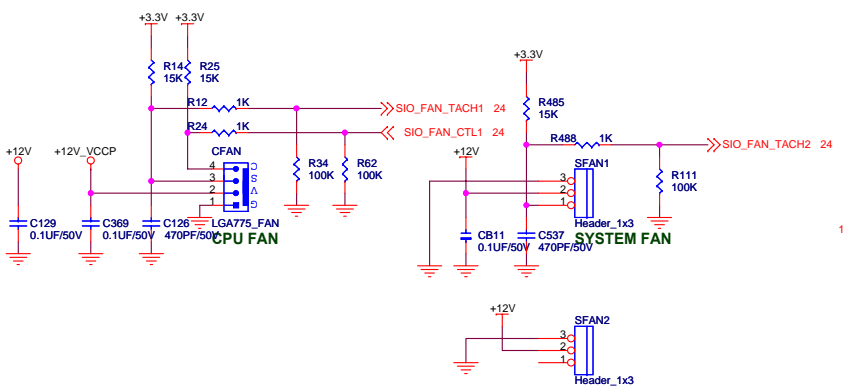 +3.3V +3.3V
R14 R25
15K 15K
+3.3V
R12 1K
SIO_FAN_TACH1 24
R485
15K
R24 1K
SIO_FAN_CTL1 24
R488 1K
SIO_FAN_TACH2 24
+12V +12V_VCCP CFAN
+12V
SFAN1
4 C
3 S
2 V
1 G
R34
100K
R62
100K
3
2
1
R111
100K
C129
0.1UF/50V
C369
0.1UF/50V
C126
470PF/50V
LGA775_FAN
CPU FAN
CB11
0.1UF/50V
C537
470PF/50V
Header_1x3
SYSTEM FAN
1
+12V
SFAN2
3
2
1
Header_1x3